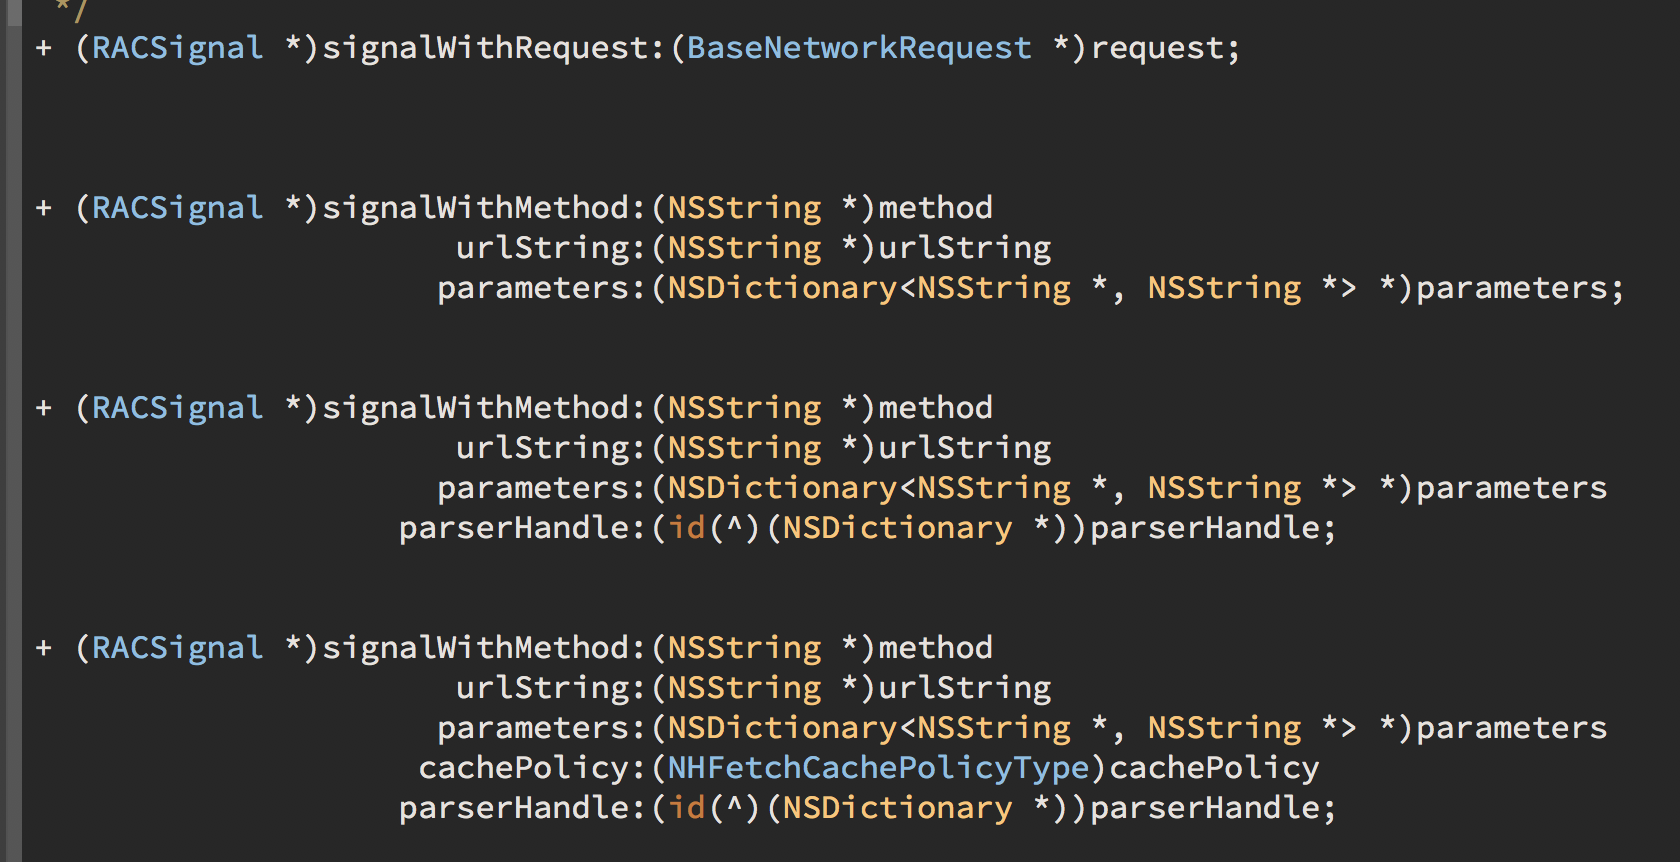 */
+ (RACSignal *)signalWithRequest:(BaseNetworkRequest *)request;
+ (RACSignal *)signalWithMethod:(NSString *)method
urlString:(NSString *)urlString
parameters:(NSDictionary<NSString *, NSString *> *)parameters;
+ (RACSignal *)signalWithMethod:(NSString *)method
urlString:(NSString *)urlString
parameters:(NSDictionary<NSString *, NSString *> *)parameters
parserHandle:(id(^)(NSDictionary *))parserHandle;
+ (RACSignal *)signalWithMethod:(NSString *)method
urlString:(NSString *)urlString
parameters:(NSDictionary<NSString *, NSString *> *)parameters
cachePolicy:(NHFetchCachePolicyType)cachePolicy
parserHandle:(id(^)(NSDictionary *))parserHandle;